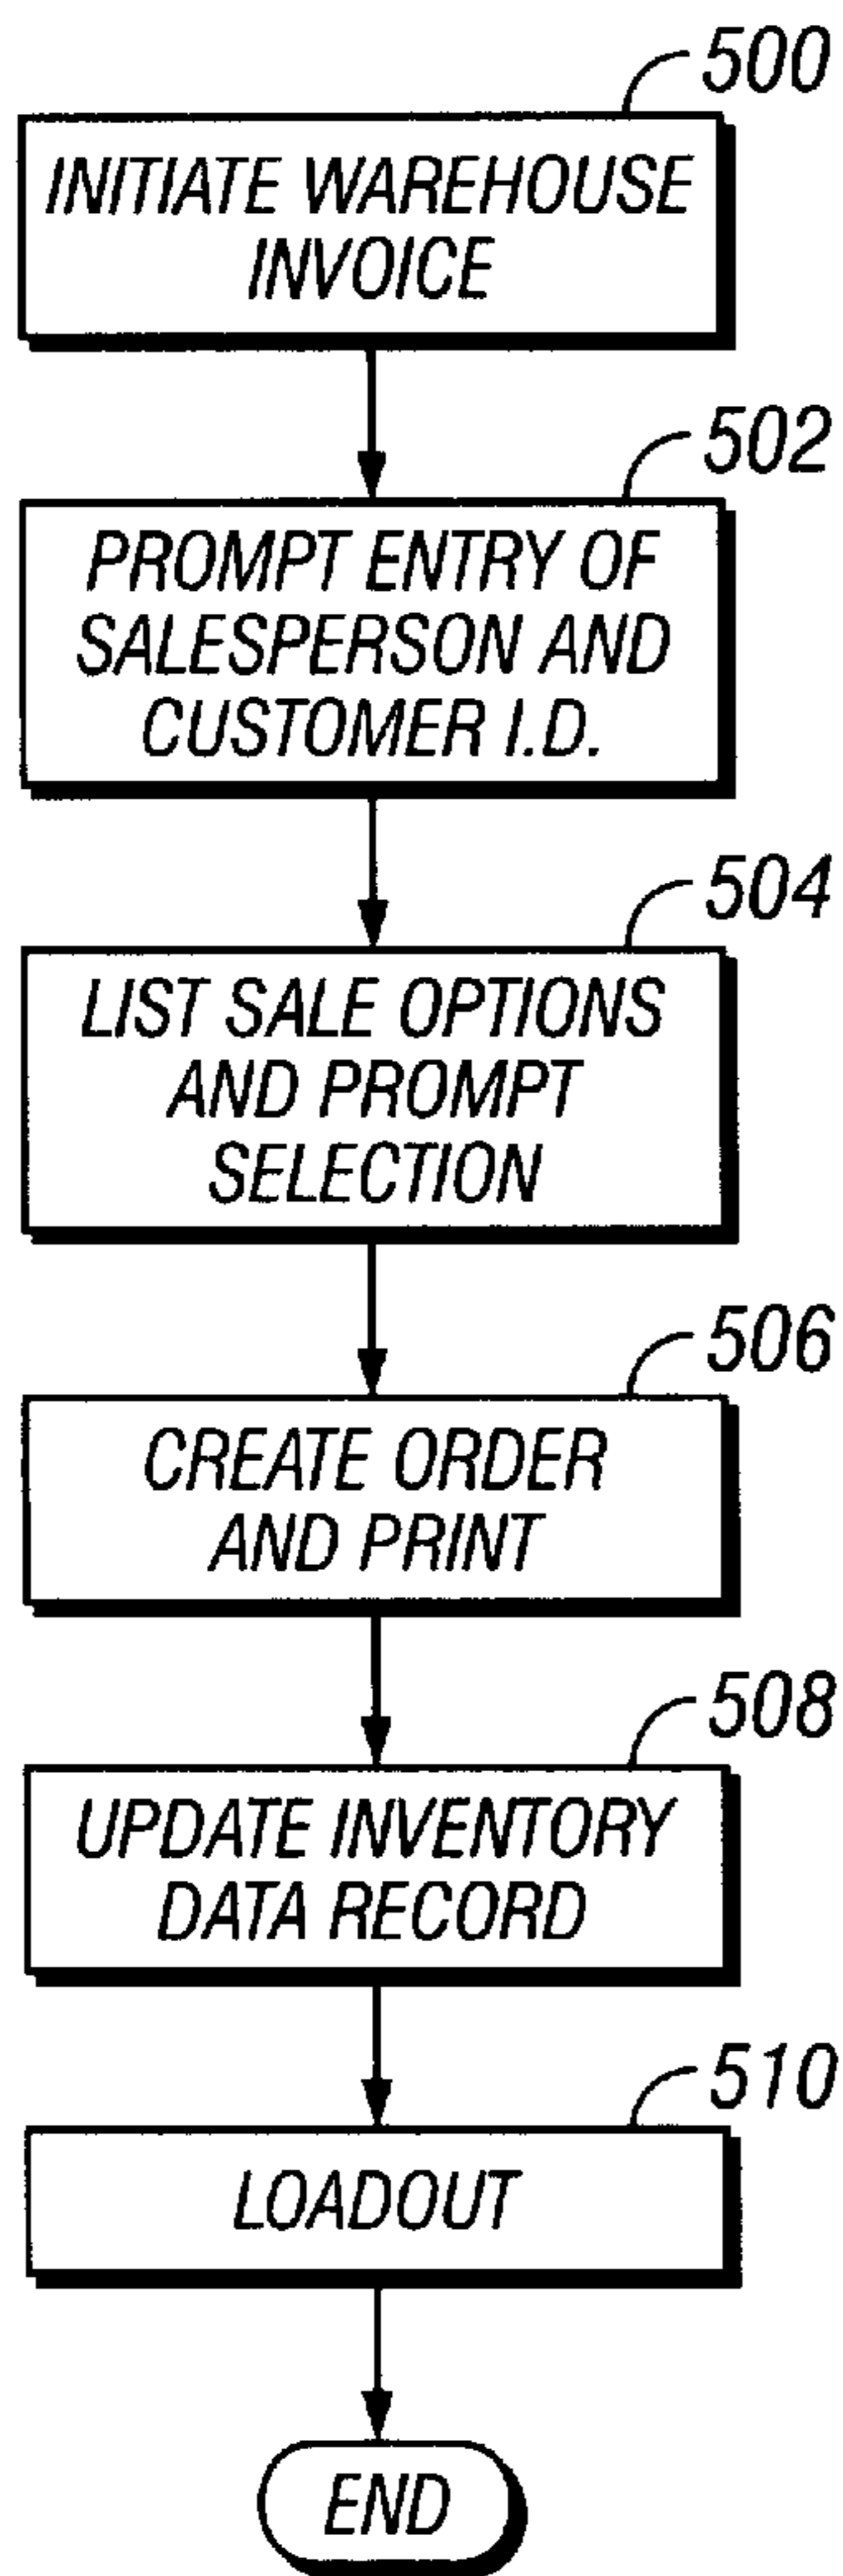 500
INITIATE WAREHOUSE
INVOICE
502
PROMPT ENTRY OF
SALESPERSON AND
CUSTOMER I.D.
504
LIST SALE OPTIONS
AND PROMPT
SELECTION
506
CREATE ORDER
AND PRINT
508
UPDATE INVENTORY
DATA RECORD
510
LOADOUT
END